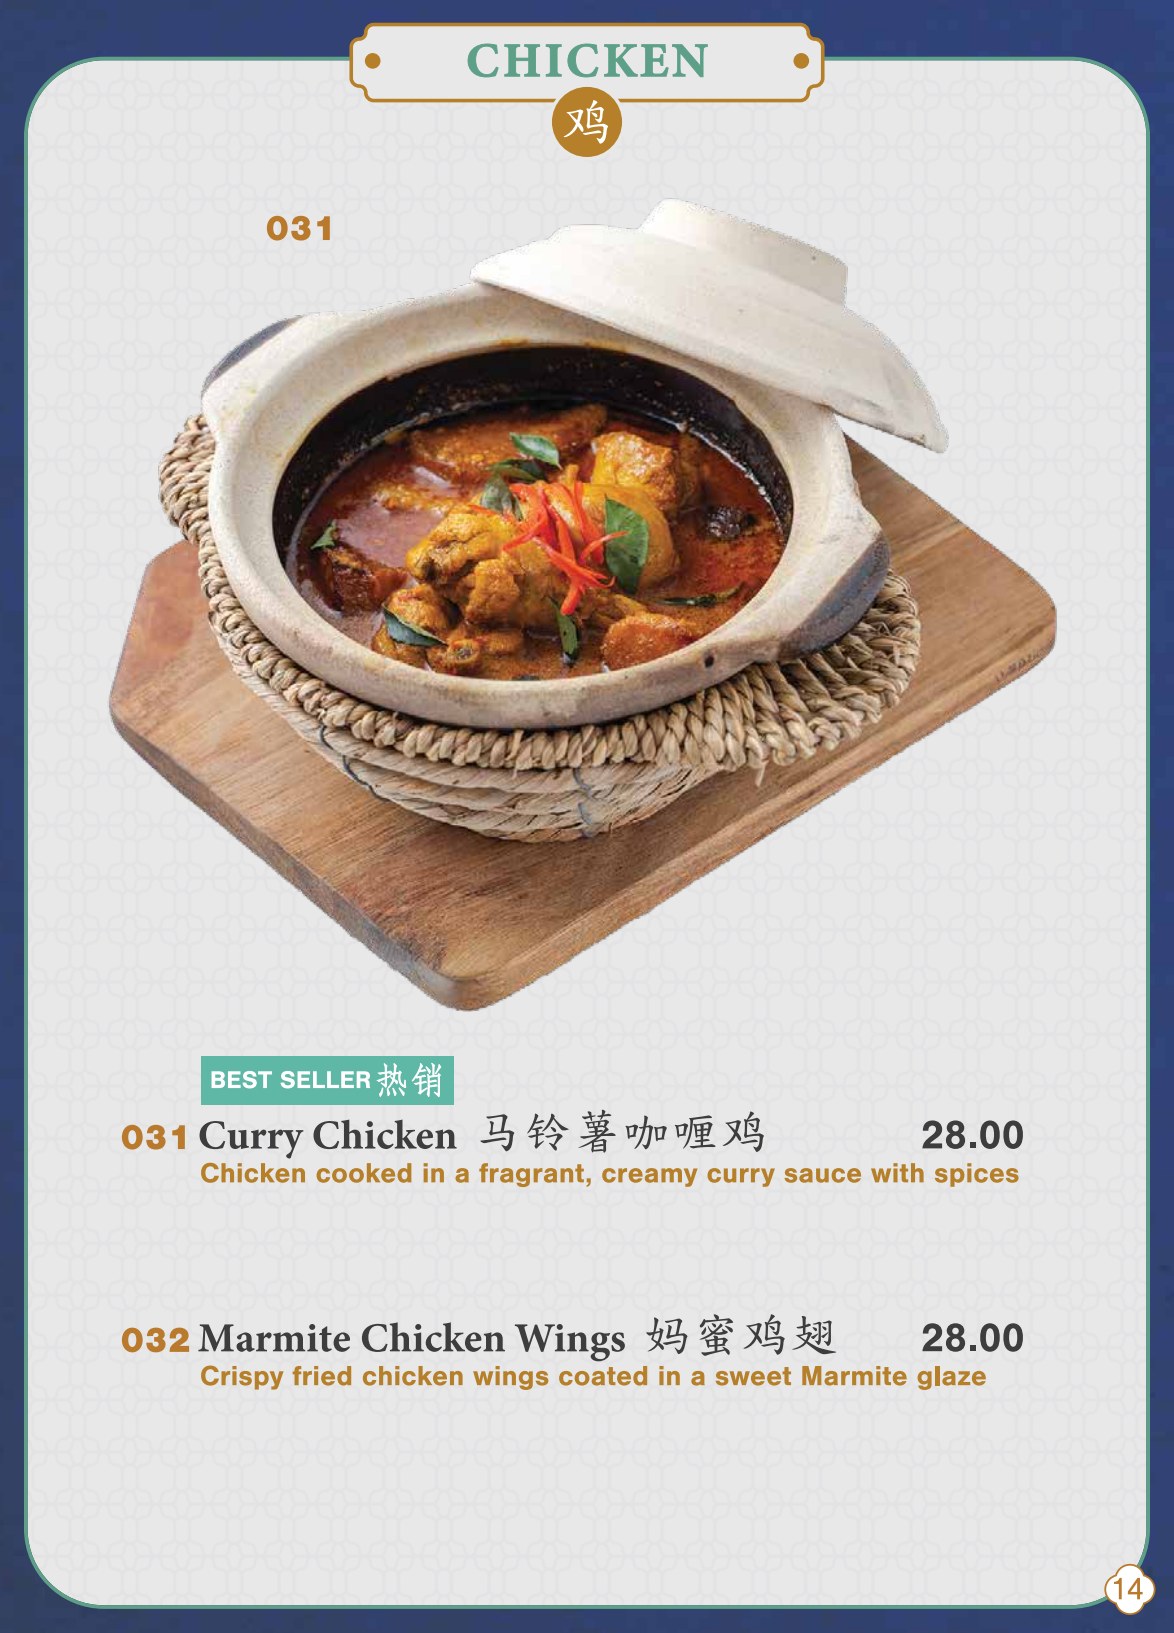 CHICKEN
鸡
031
BEST SELLER 热销
031 Curry Chicken 马铃薯咖喱鸡 28.00
Chicken cooked in a fragrant, creamy curry sauce with spices
032 Marmite Chicken Wings 妈蜜鸡翅 28.00
Crispy fried chicken wings coated in a sweet Marmite glaze
14